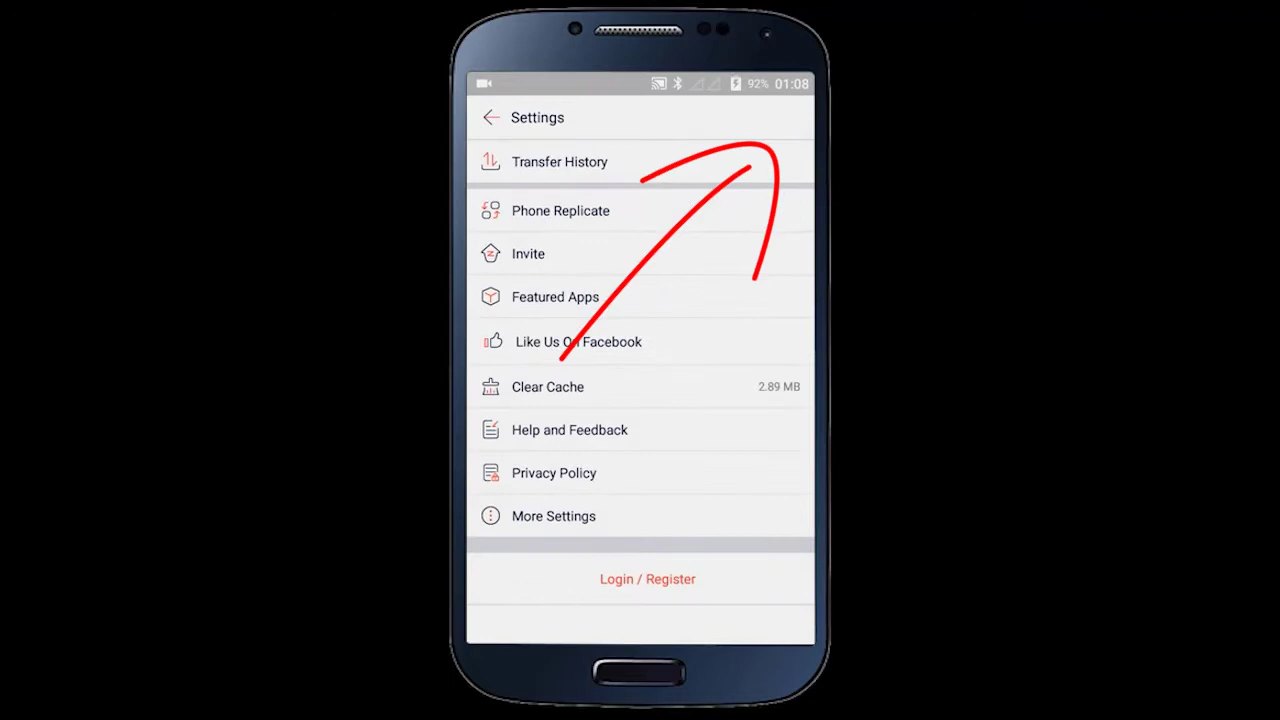 92% 01:08
Settings
Transfer History
Phone Replicate
Invite
Featured Apps
Like Us On Facebook
Clear Cache 2.89 MB
Help and Feedback
Privacy Policy
More Settings
Login / Register